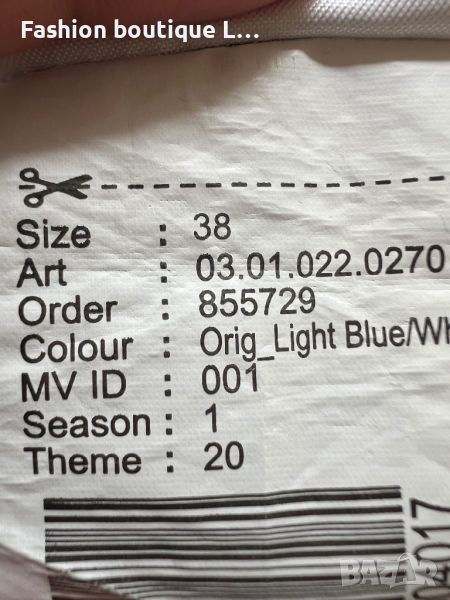 Fashion boutique L...
Size : 38
Art : 03.01.022.0270
Order : 855729
Colour : Orig_Light Blue/Wh
MV ID : 001
Season : 1
Theme : 20
BAZAR